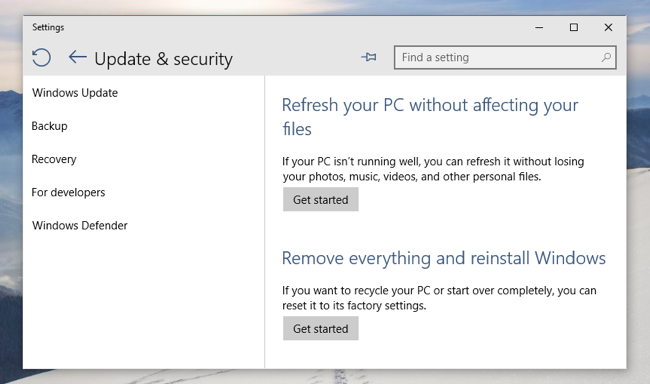 Settings
Update & security
Find a setting
Windows Update
Backup
Recovery
For developers
Windows Defender
Refresh your PC without affecting your
files
If your PC isn't running well, you can refresh it without losing
your photos, music, videos, and other personal files.
Get started
Remove everything and reinstall Windows
If you want to recycle your PC or start over completely, you can
reset it to its factory settings.
Get started